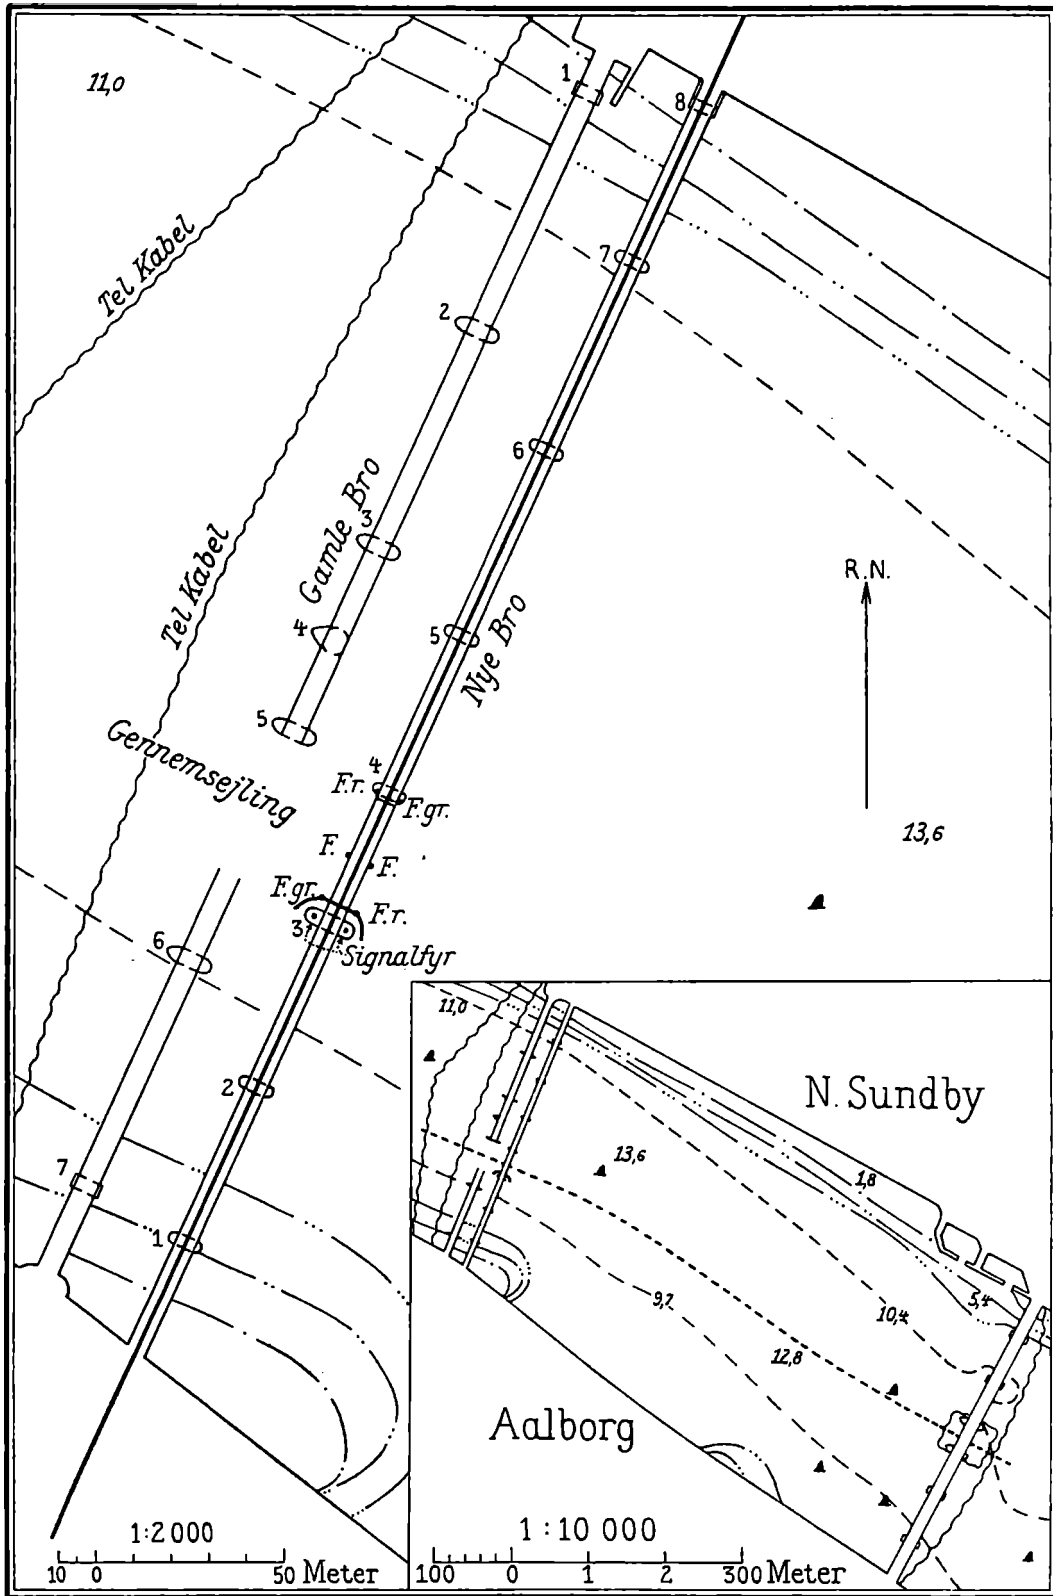 11,0
1
8
Tel Kabel
7
2
6
Gamle Bro
3
Tel Kabel
R.N.
4
5
Nye Bro
5
Gennemsejling
4
F.r.
F.gr.
13,6
F.
F.
F.gr.
F.r.
3
Signalfyr
6
2
7
1
1:2000
10 0 50 Meter
11,0
N. Sundby
13,6
1,8
9,7
10,4
5,4
12,8
Aalborg
1:10 000
100 0 1 2 300 Meter